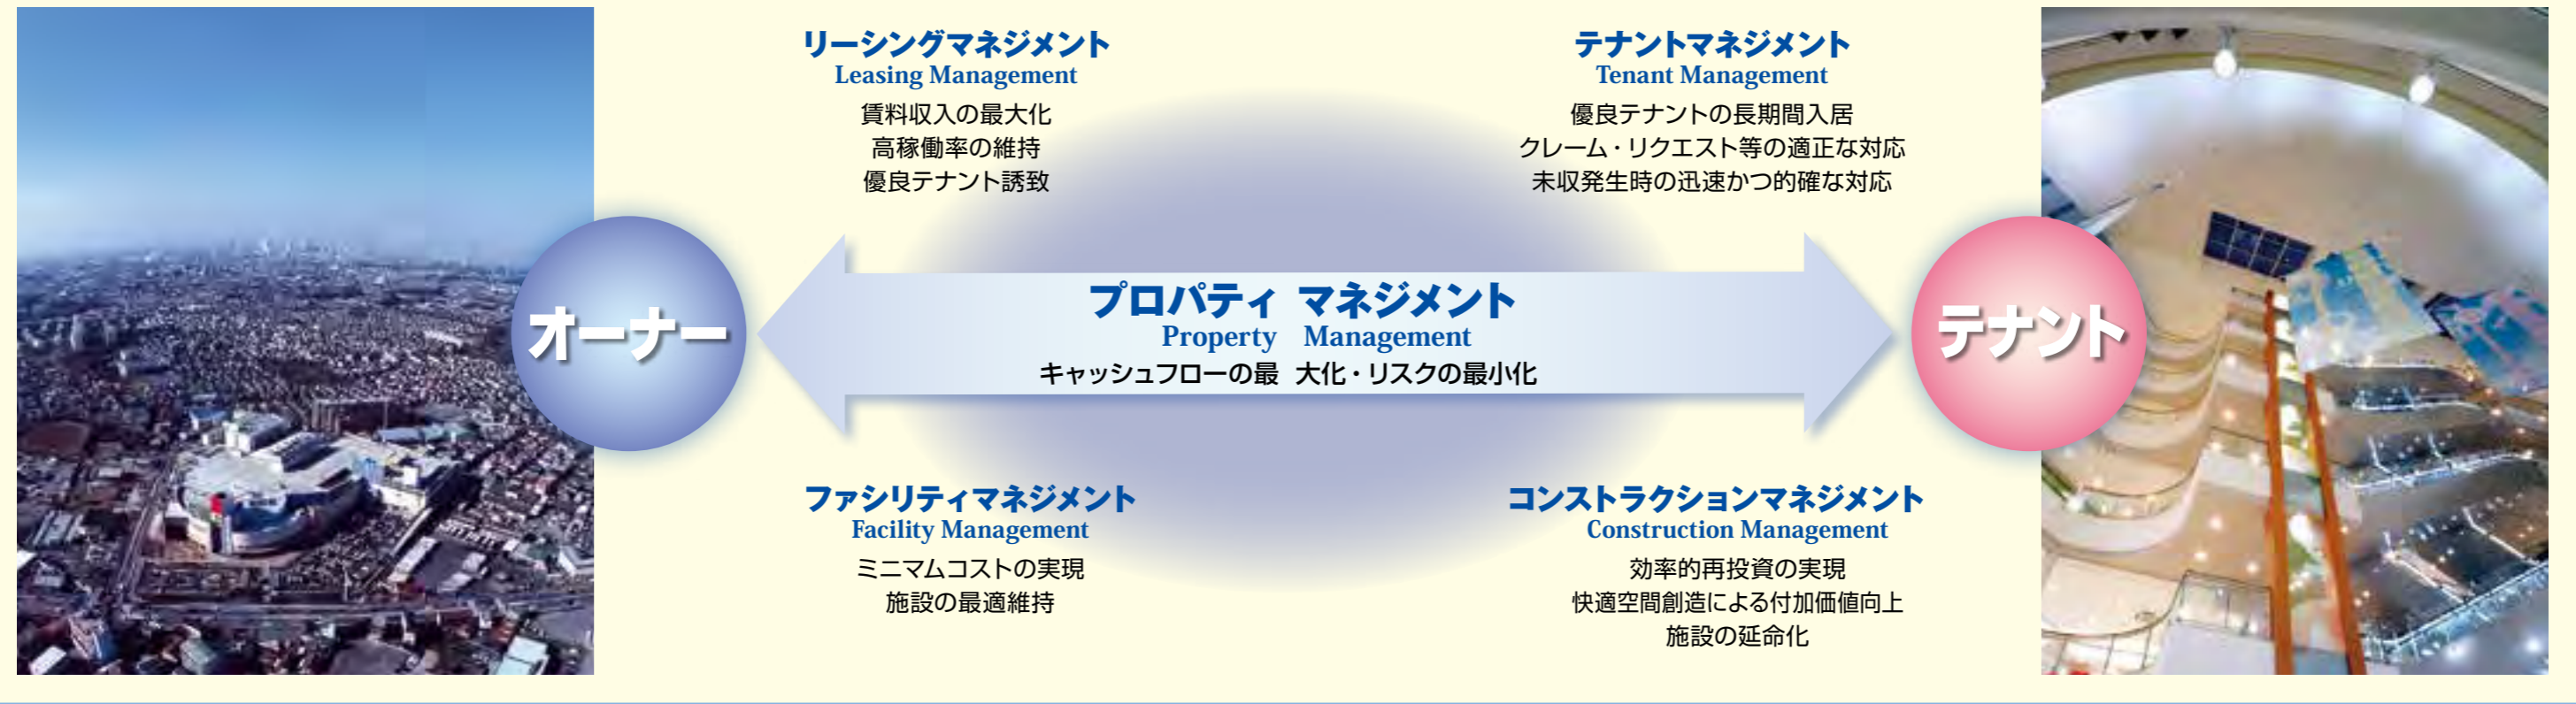 リーシングマネジメント
Leasing Management
賃料収入の最大化
高稼働率の維持
優良テナント誘致
テナントマネジメント
Tenant Management
優良テナントの長期間入居
クレーム・リクエスト等の適正な対応
未収発生時の迅速かつ的確な対応
オーナー
プロパティ マネジメント
Property Management
キャッシュフローの最 大化・リスクの最小化
テナント
ファシリティマネジメント
Facility Management
ミニマムコストの実現
施設の最適維持
コンストラクションマネジメント
Construction Management
効率的再投資の実現
快適空間創造による付加価値向上
施設の延命化